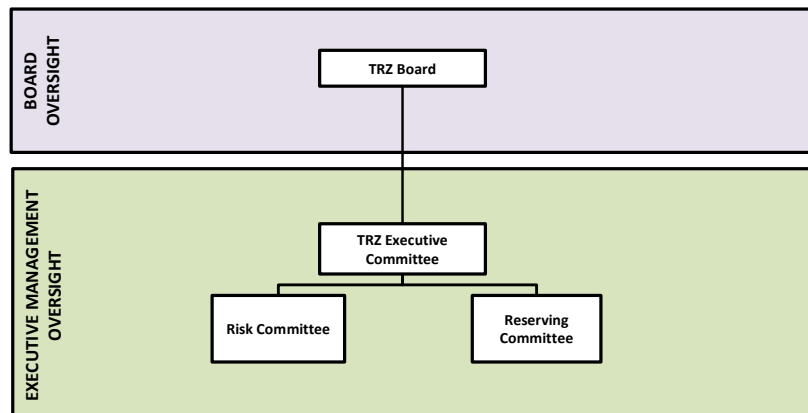 BOARD
OVERSIGHT
TRZ Board
EXECUTIVE MANAGEMENT
OVERSIGHT
TRZ Executive
Committee
Risk Committee
Reserving
Committee